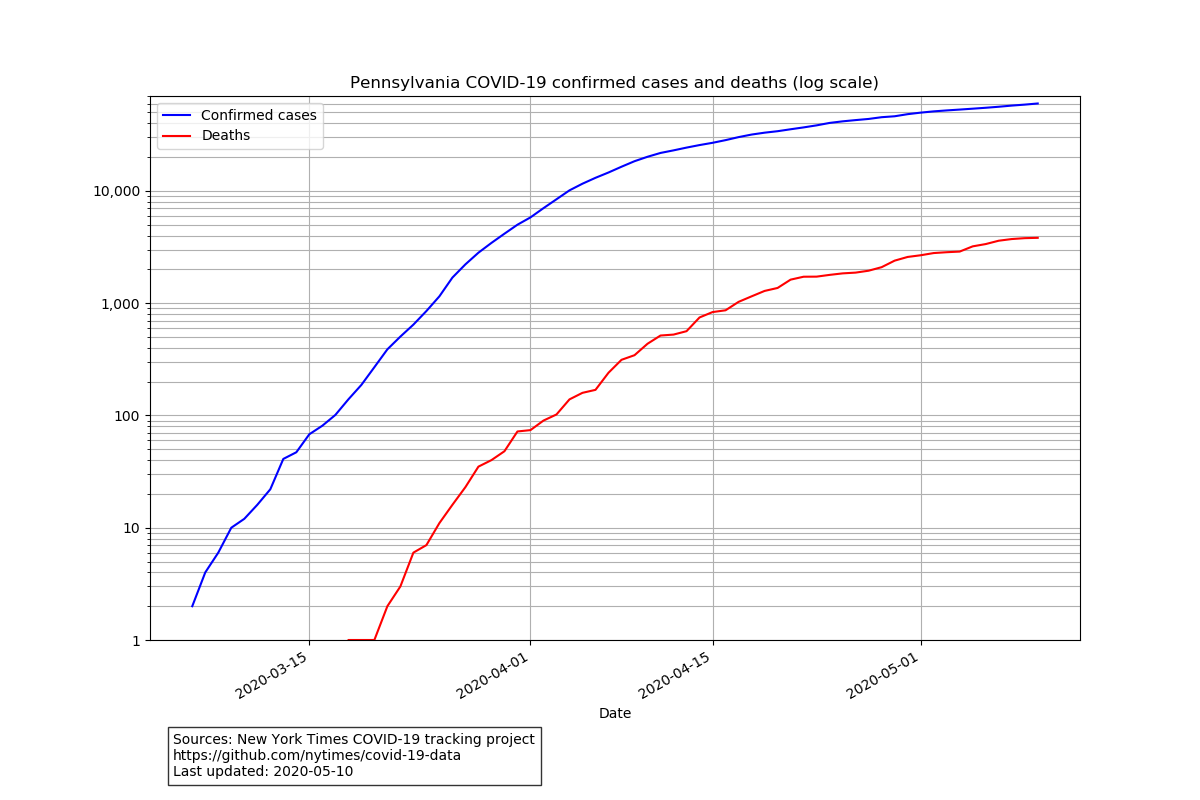 Pennsylvania COVID-19 confirmed cases and deaths (log scale)
Confirmed cases
Deaths
10,000
1,000
100
10
1
2020-03-15
2020-04-01
2020-04-15
2020-05-01
Date
Sources: New York Times COVID-19 tracking project
https://github.com/nytimes/covid-19-data
Last updated: 2020-05-10